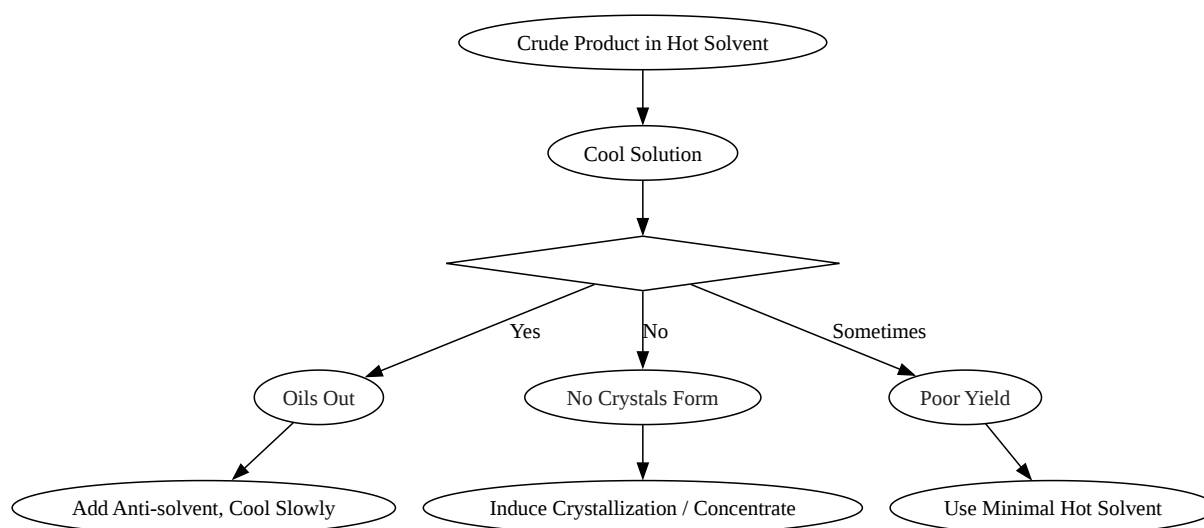 Crude Product in Hot Solvent
Cool Solution
Yes
No
Sometimes
Oils Out
No Crystals Form
Poor Yield
Add Anti-solvent, Cool Slowly
Induce Crystallization / Concentrate
Use Minimal Hot Solvent